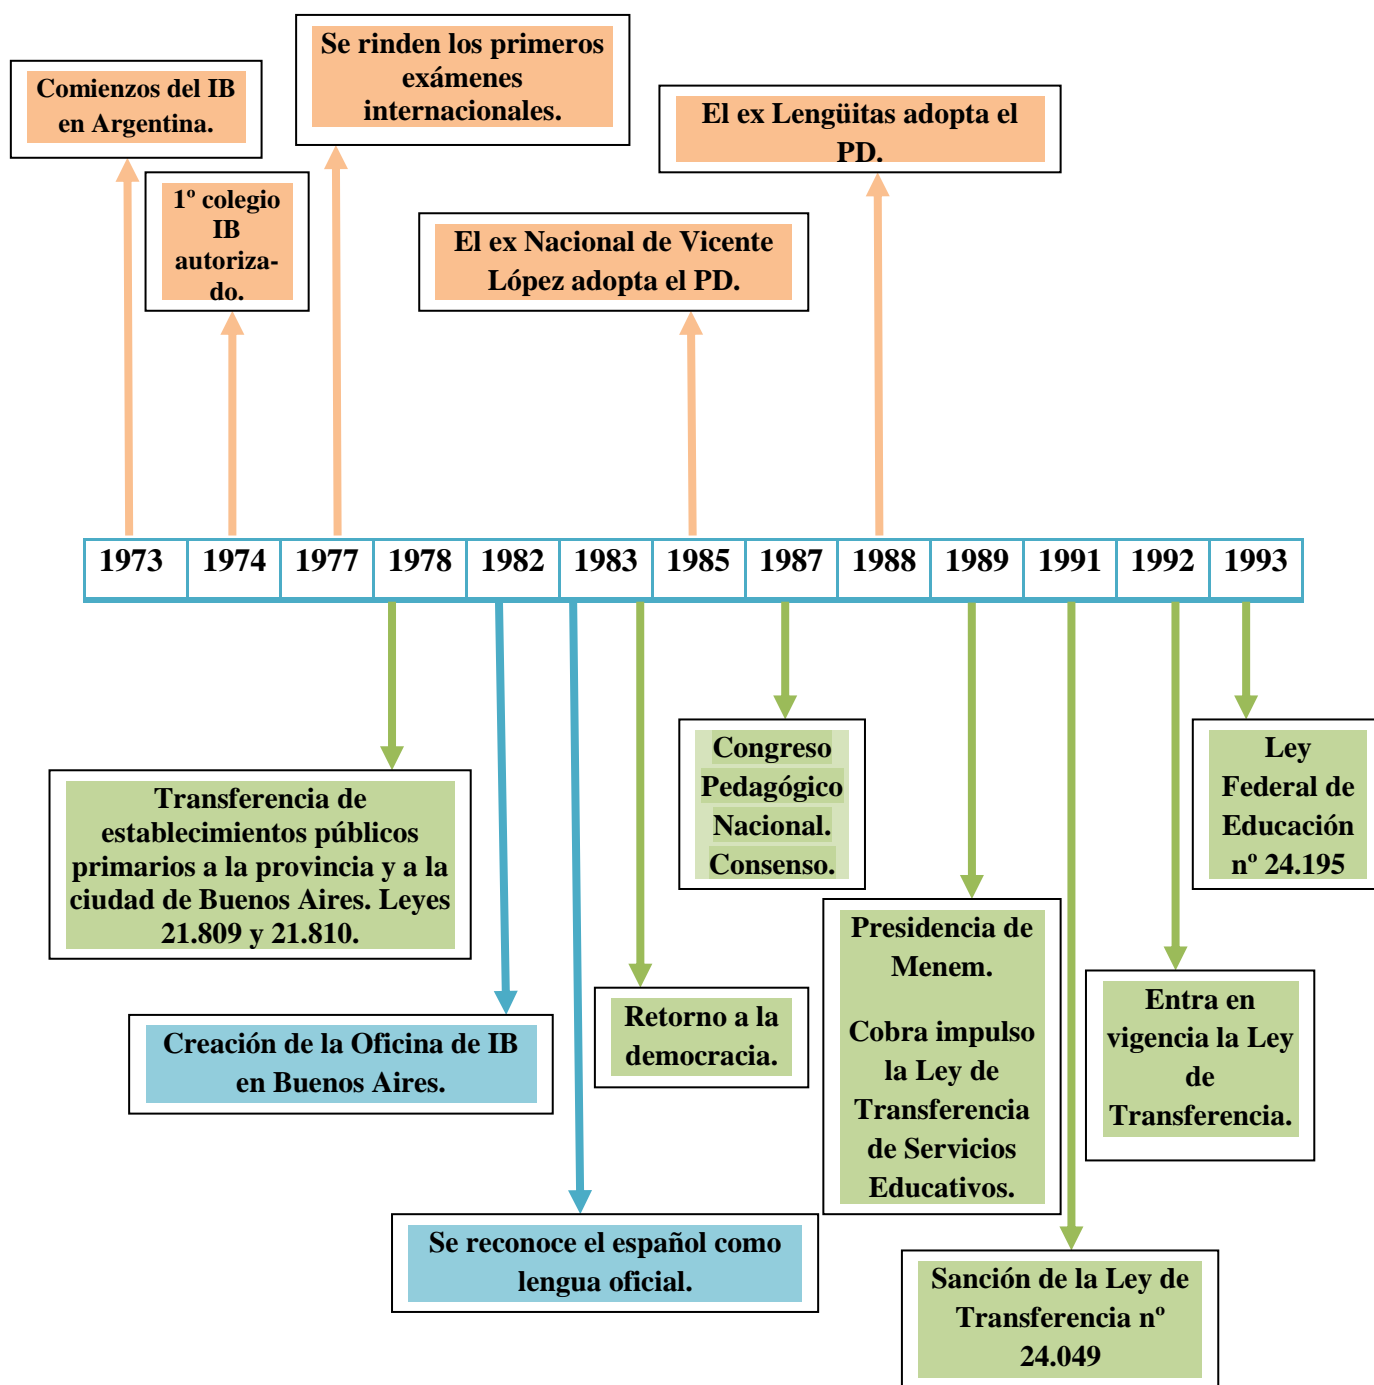 Comienzos del IB
en Argentina.
1º colegio
IB
autoriza-
do.
Se rinden los primeros
exámenes
internacionales.
El ex Nacional de Vicente
López adopta el PD.
El ex Lengüitas adopta el
PD.
1973 1974 1977 1978 1982 1983 1985 1987 1988 1989 1991 1992 1993
Transferencia de
establecimientos públicos
primarios a la provincia y a la
ciudad de Buenos Aires. Leyes
21.809 y 21.810.
Creación de la Oficina de IB
en Buenos Aires.
Se reconoce el español como
lengua oficial.
Retorno a la
democracia.
Congreso
Pedagógico
Nacional.
Consenso.
Presidencia de
Menem.
Cobra impulso
la Ley de
Transferencia
de Servicios
Educativos.
Sanción de la Ley de
Transferencia nº
24.049
Entra en
vigencia la Ley
de
Transferencia.
Ley
Federal de
Educación
nº 24.195